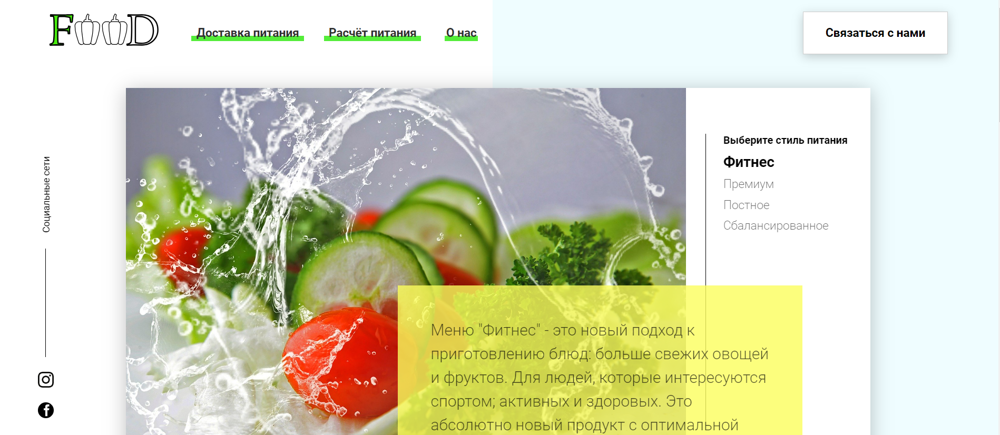 FOOD
Доставка питания
Расчёт питания
О нас
Связаться с нами
Социальные сети
Выберите стиль питания
Фитнес
Премиум
Постное
Сбалансированное
Меню "Фитнес" - это новый подход к
приготовлению блюд: больше свежих овощей
и фруктов. Для людей, которые интересуются
спортом; активных и здоровых. Это
абсолютно новый продукт с оптимальной